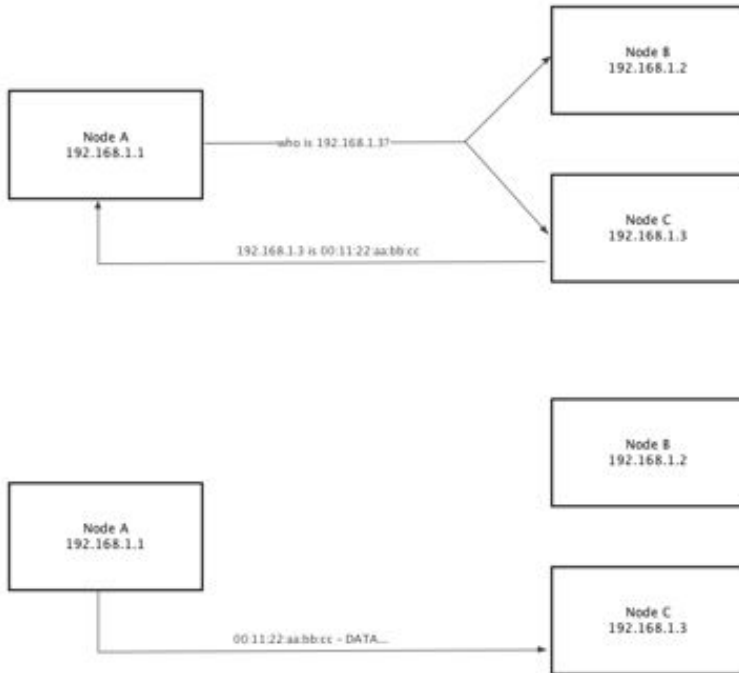 Node B
192.168.1.2
Node A
192.168.1.1
who is 192.168.1.3?
Node C
192.168.1.3
192.168.1.3 is 00:11:22:aa:bb:cc
Node B
192.168.1.2
Node A
192.168.1.1
Node C
192.168.1.3
00:11:22:aa:bb:cc - DATA...